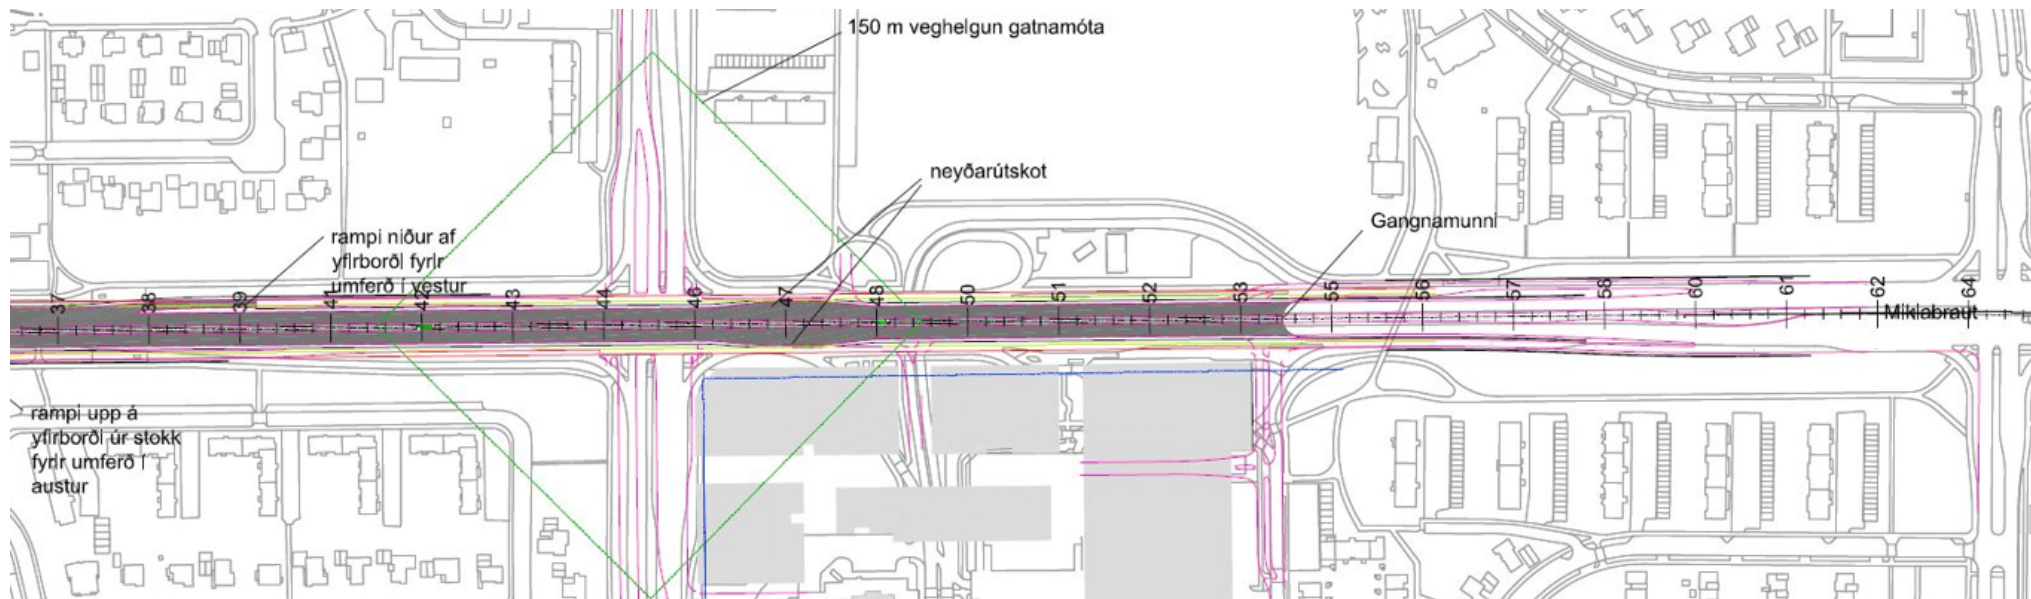 150 m veghelgun gatnamóta
neyðarútskot
Gangnamunni
rampi niður af
yfirborði fyrir
umferð í vestur
37 38 39 41 42 43 44 46 47 48 50 51 52 53 55 56 57 58 60 61 62 64
Miklabraut
rampi upp á
yfirborði úr stokk
fyrir umferð í
austur